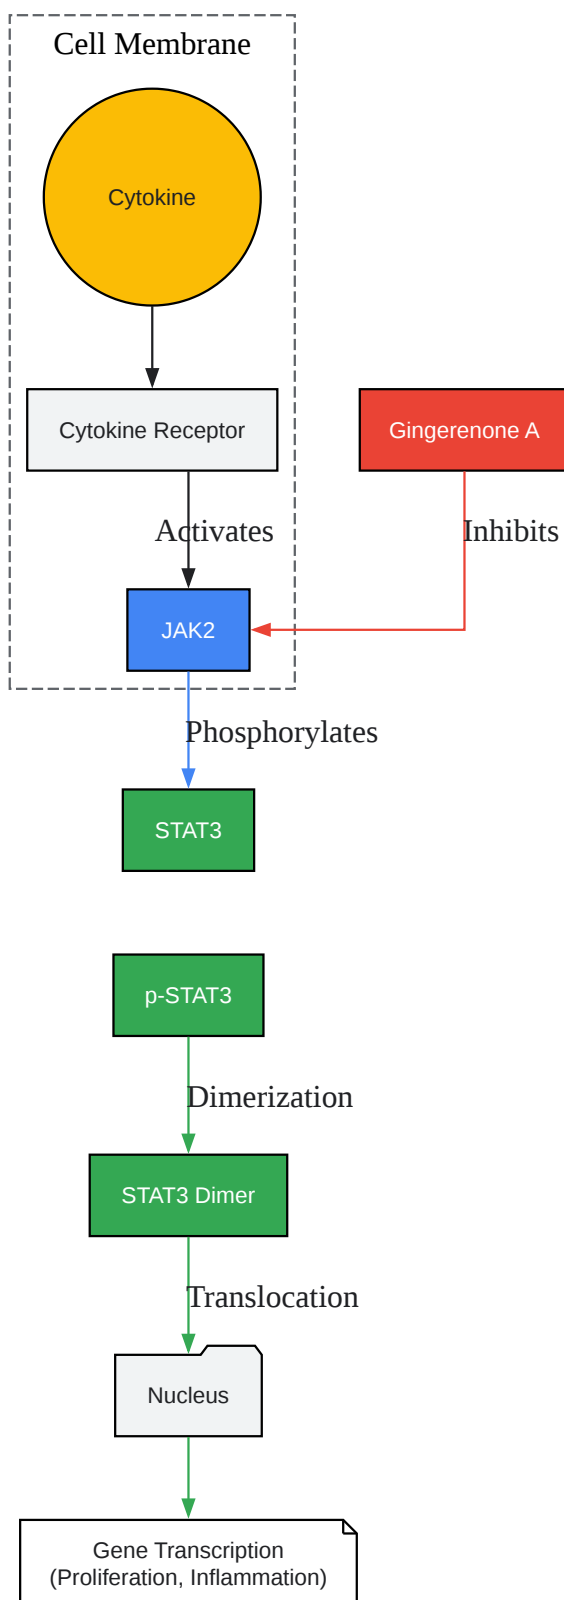 Cell Membrane
Cytokine
Cytokine Receptor
Gingerenone A
Activates
Inhibits
JAK2
Phosphorylates
STAT3
p-STAT3
Dimerization
STAT3 Dimer
Translocation
Nucleus
Gene Transcription
(Proliferation, Inflammation)